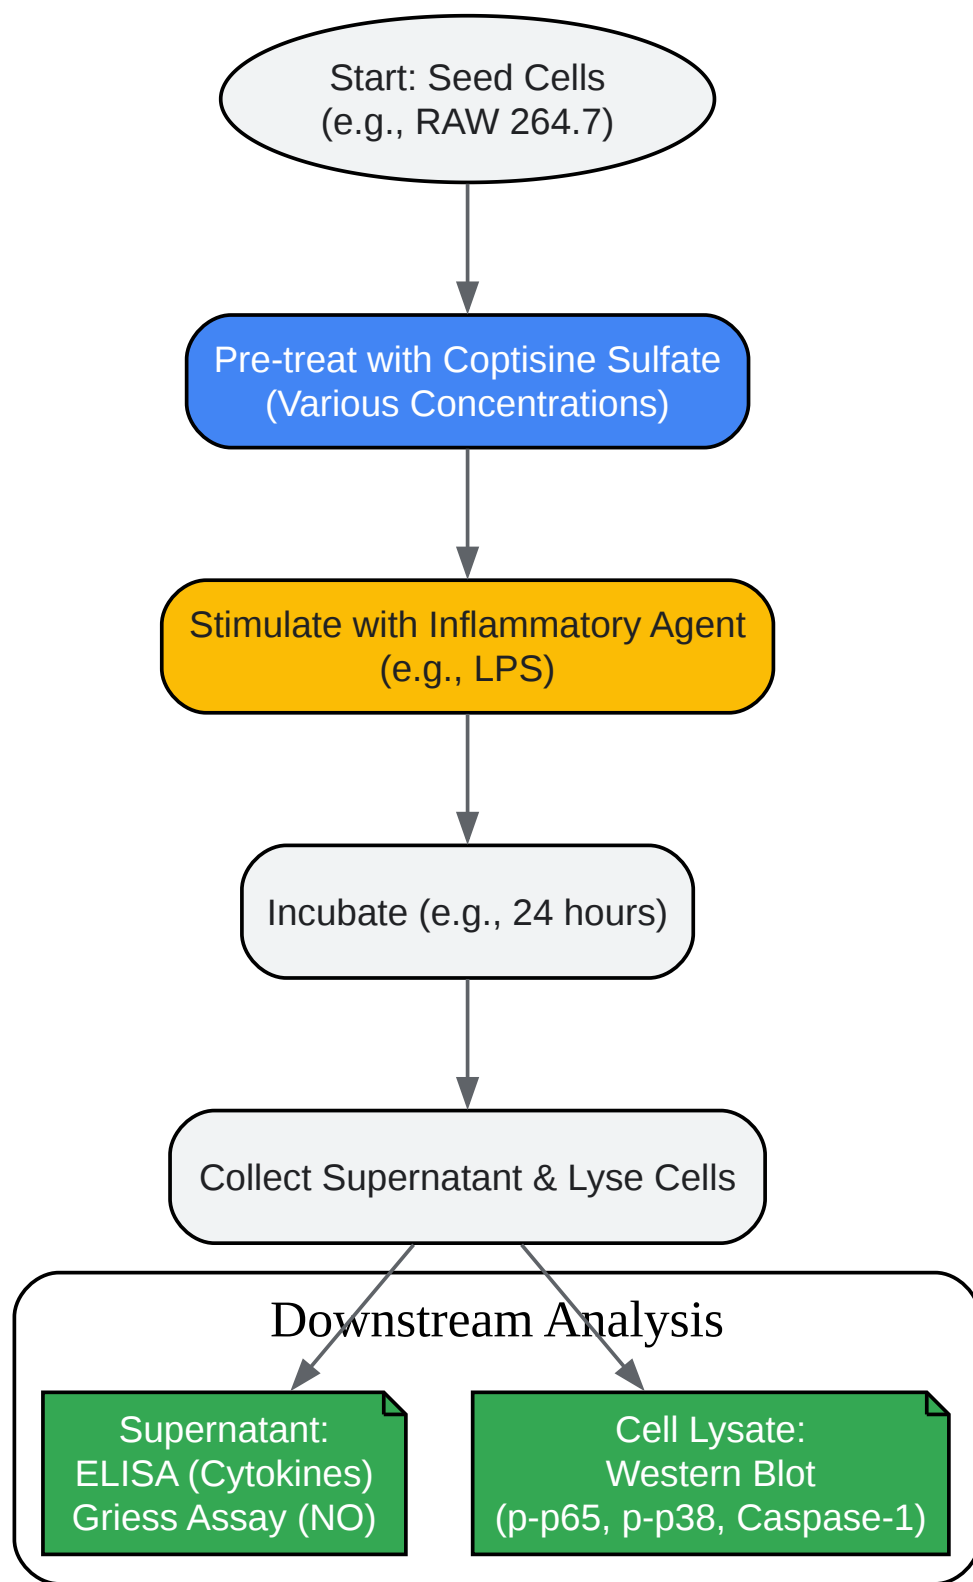 Start: Seed Cells
(e.g., RAW 264.7)
Pre-treat with Coptisine Sulfate
(Various Concentrations)
Stimulate with Inflammatory Agent
(e.g., LPS)
Incubate (e.g., 24 hours)
Collect Supernatant & Lyse Cells
Downstream Analysis
Supernatant:
ELISA (Cytokines)
Griess Assay (NO)
Cell Lysate:
Western Blot
(p-p65, p-p38, Caspase-1)